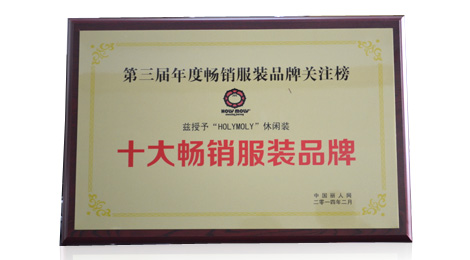 第三届年度畅销服装品牌关注榜
兹授予“HOLYMOLY”休闲装
十大畅销服装品牌
中国新人网
二零一四年二月